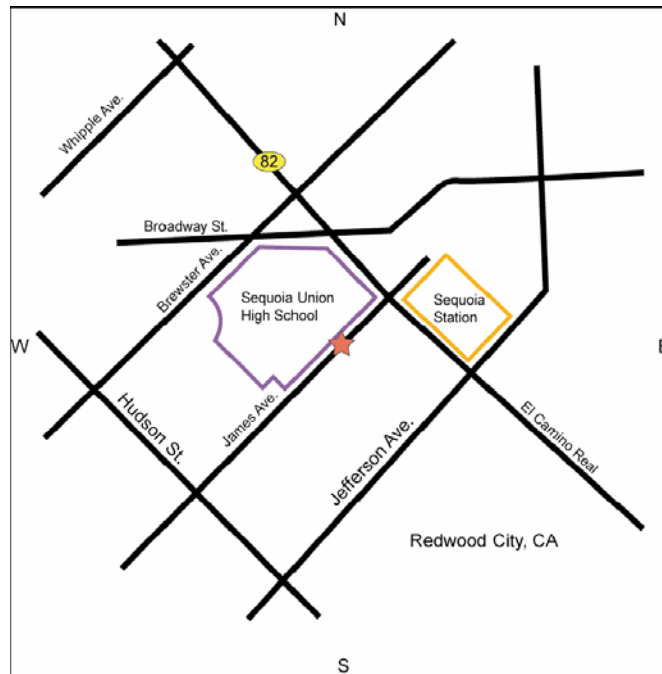 N
Whipple Ave.
82
Broadway St.
Brewster Ave.
Sequoia Union
High School
Sequoia
Station
W
E
Hudson St.
James Ave.
Jefferson Ave.
El Camino Real
Redwood City, CA
S